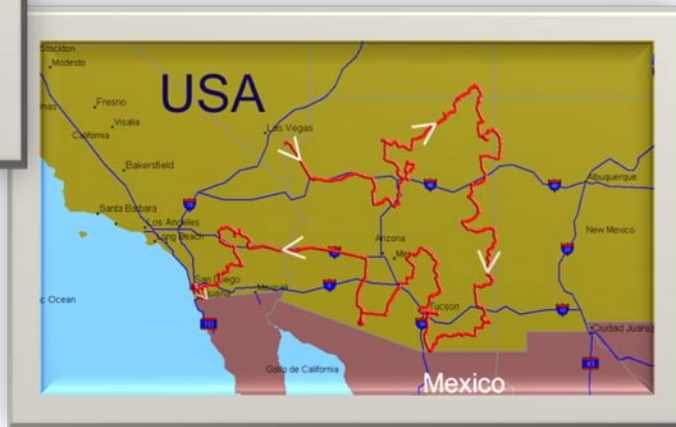 Stockton
Modesto
USA
Fresno
Visalia
California
Las Vegas
Bakersfield
Albuquerque
Santa Barbara
Los Angeles
Long Beach
New Mexico
Arizona
San Diego
Mexicali
Ocean
Tucson
Ciudad Juarez
Golfo de California
Mexico